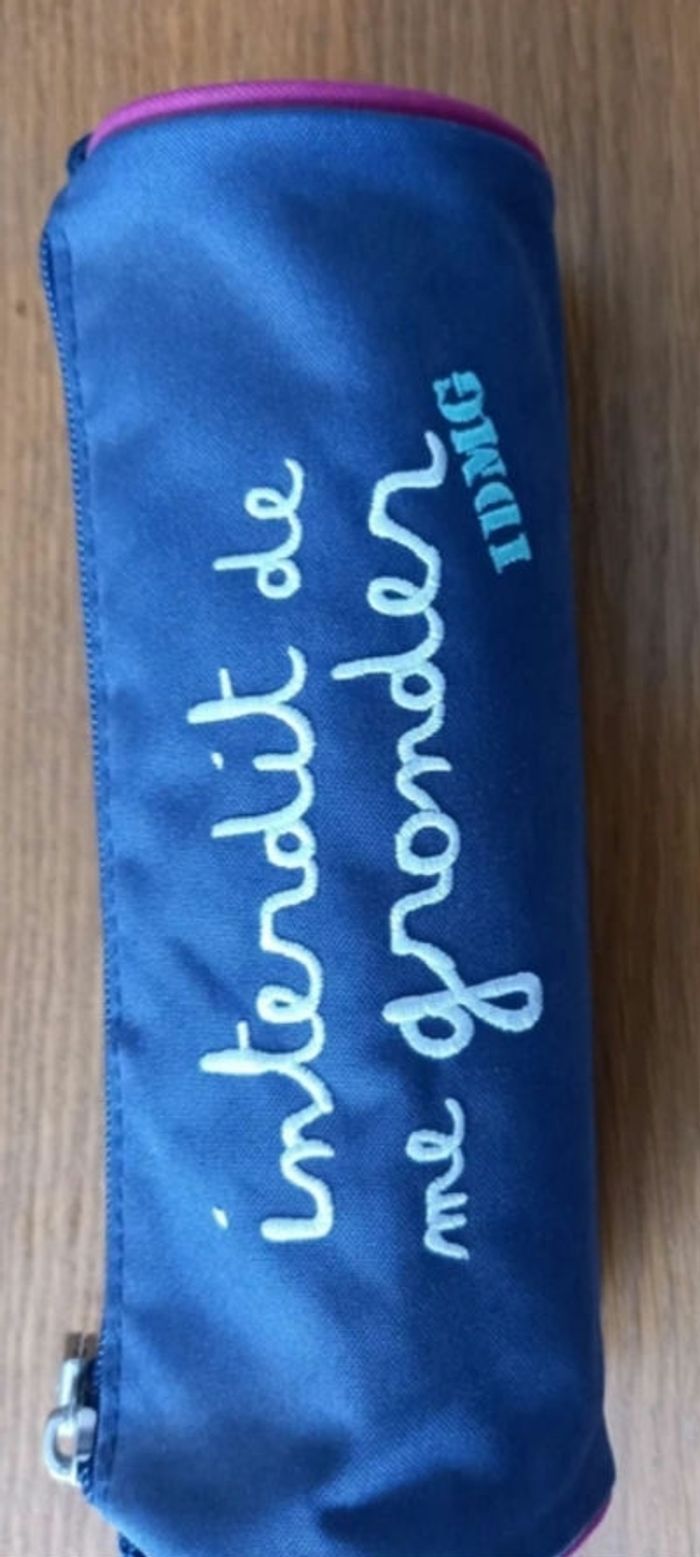 interdit de
me gronder
IDMG